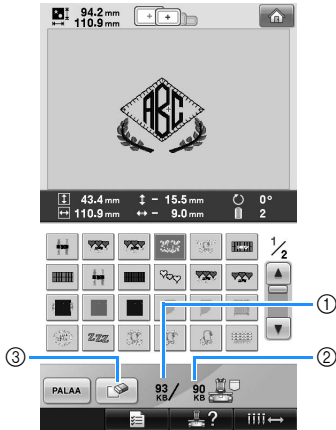 94.2 mm
110.9 mm
ABC
43.4 mm - 15.5 mm 0°
110.9 mm - 9.0 mm 2
1/2
①
②
③
ZZZ
PALAA 93 KB/ 90 KB
?